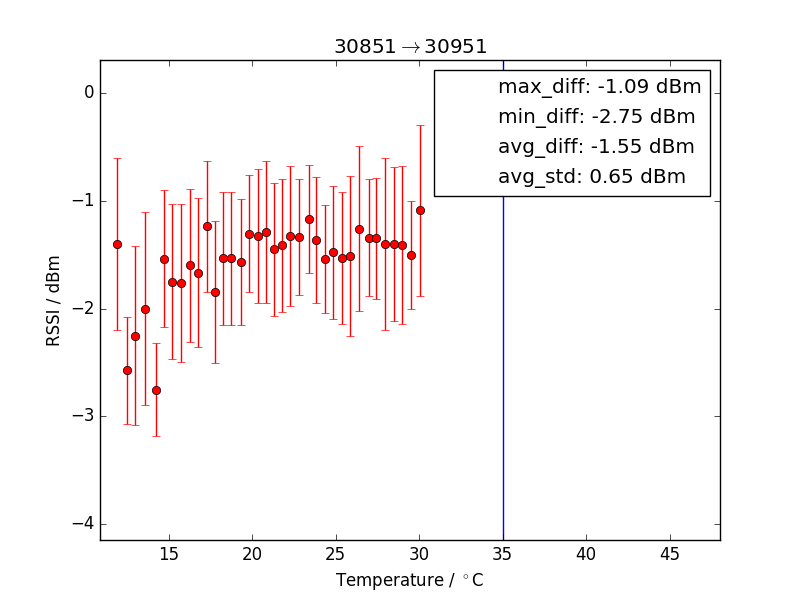 30851→30951
max_diff: -1.09 dBm
min_diff: -2.75 dBm
avg_diff: -1.55 dBm
avg_std: 0.65 dBm
RSSI / dBm
0
−1
−2
−3
−4
15 20 25 30 35 40 45
Temperature / °C